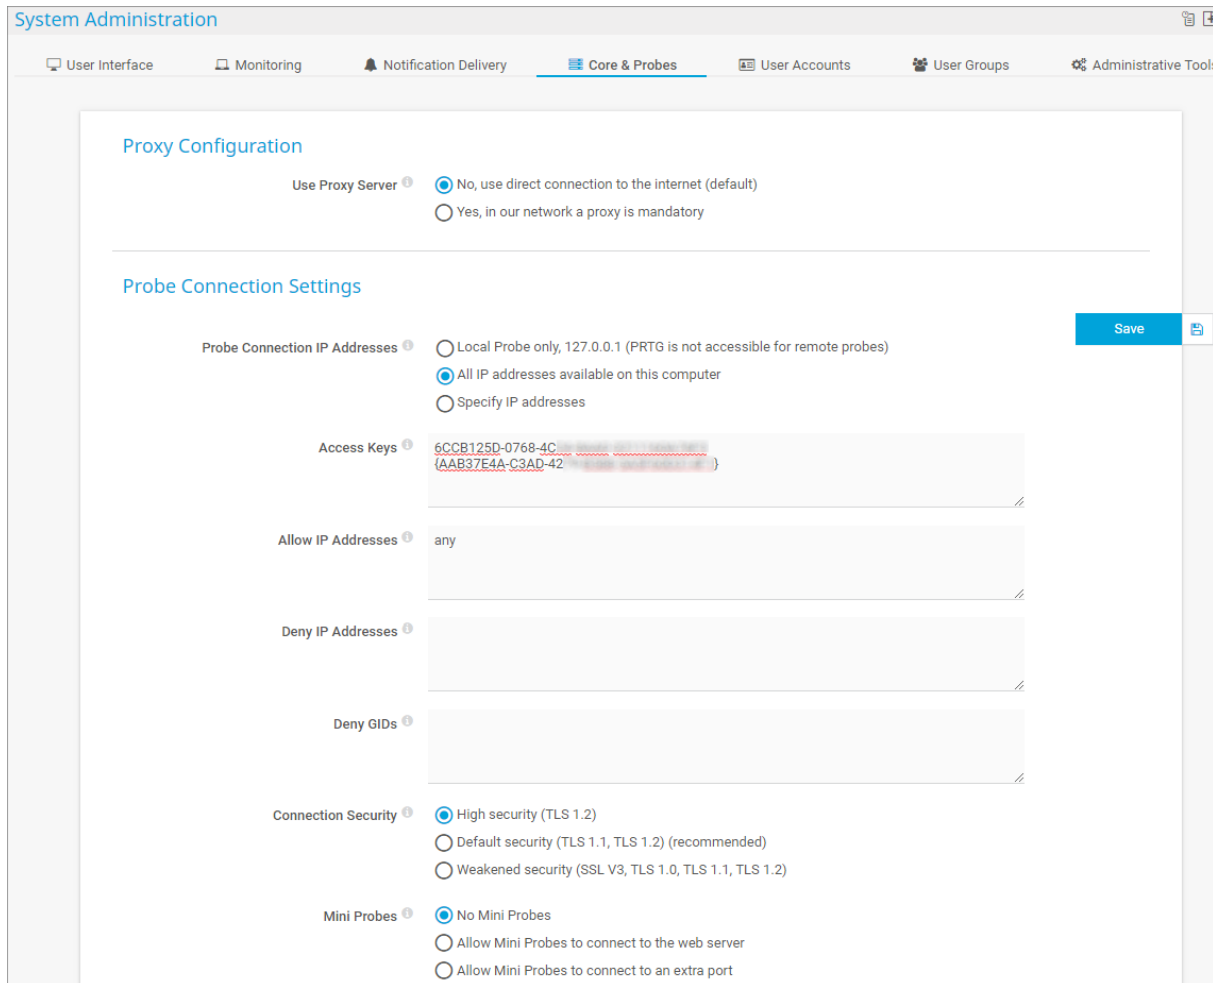 System Administration
User Interface
Monitoring
Notification Delivery
Core & Probes
User Accounts
User Groups
Administrative Tools
Proxy Configuration
Use Proxy Server
No, use direct connection to the internet (default)
Yes, in our network a proxy is mandatory
Probe Connection Settings
Save
Probe Connection IP Addresses
Local Probe only, 127.0.0.1 (PRTG is not accessible for remote probes)
All IP addresses available on this computer
Specify IP addresses
Access Keys
6CCB125D-0768-4C
{AAB37E4A-C3AD-42 }
Allow IP Addresses
any
Deny IP Addresses
Deny GIDs
Connection Security
High security (TLS 1.2)
Default security (TLS 1.1, TLS 1.2) (recommended)
Weakened security (SSL V3, TLS 1.0, TLS 1.1, TLS 1.2)
Mini Probes
No Mini Probes
Allow Mini Probes to connect to the web server
Allow Mini Probes to connect to an extra port